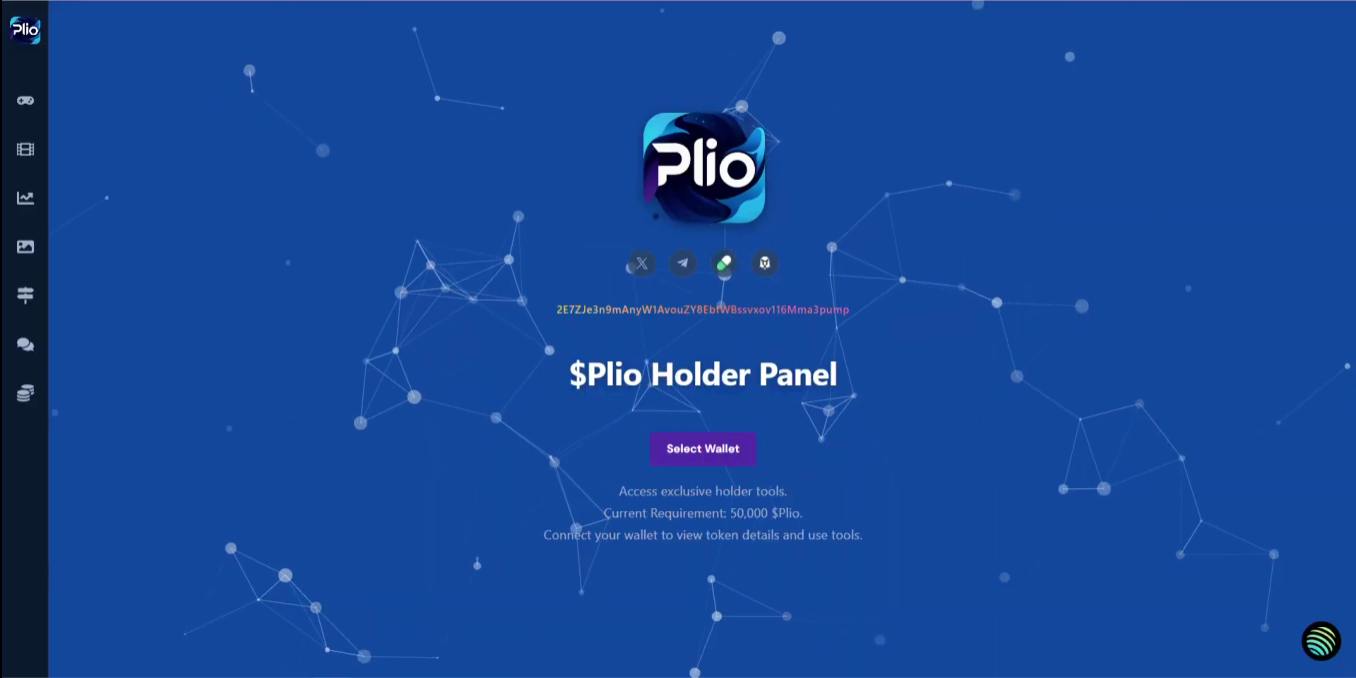 Plio
Plio
2E7ZJe3n9mAnyW1AvouZY8EbfWBssvxov116Mma3pump
$Plio Holder Panel
Select Wallet
Access exclusive holder tools.
Current Requirement: 50,000 $Plio.
Connect your wallet to view token details and use tools.